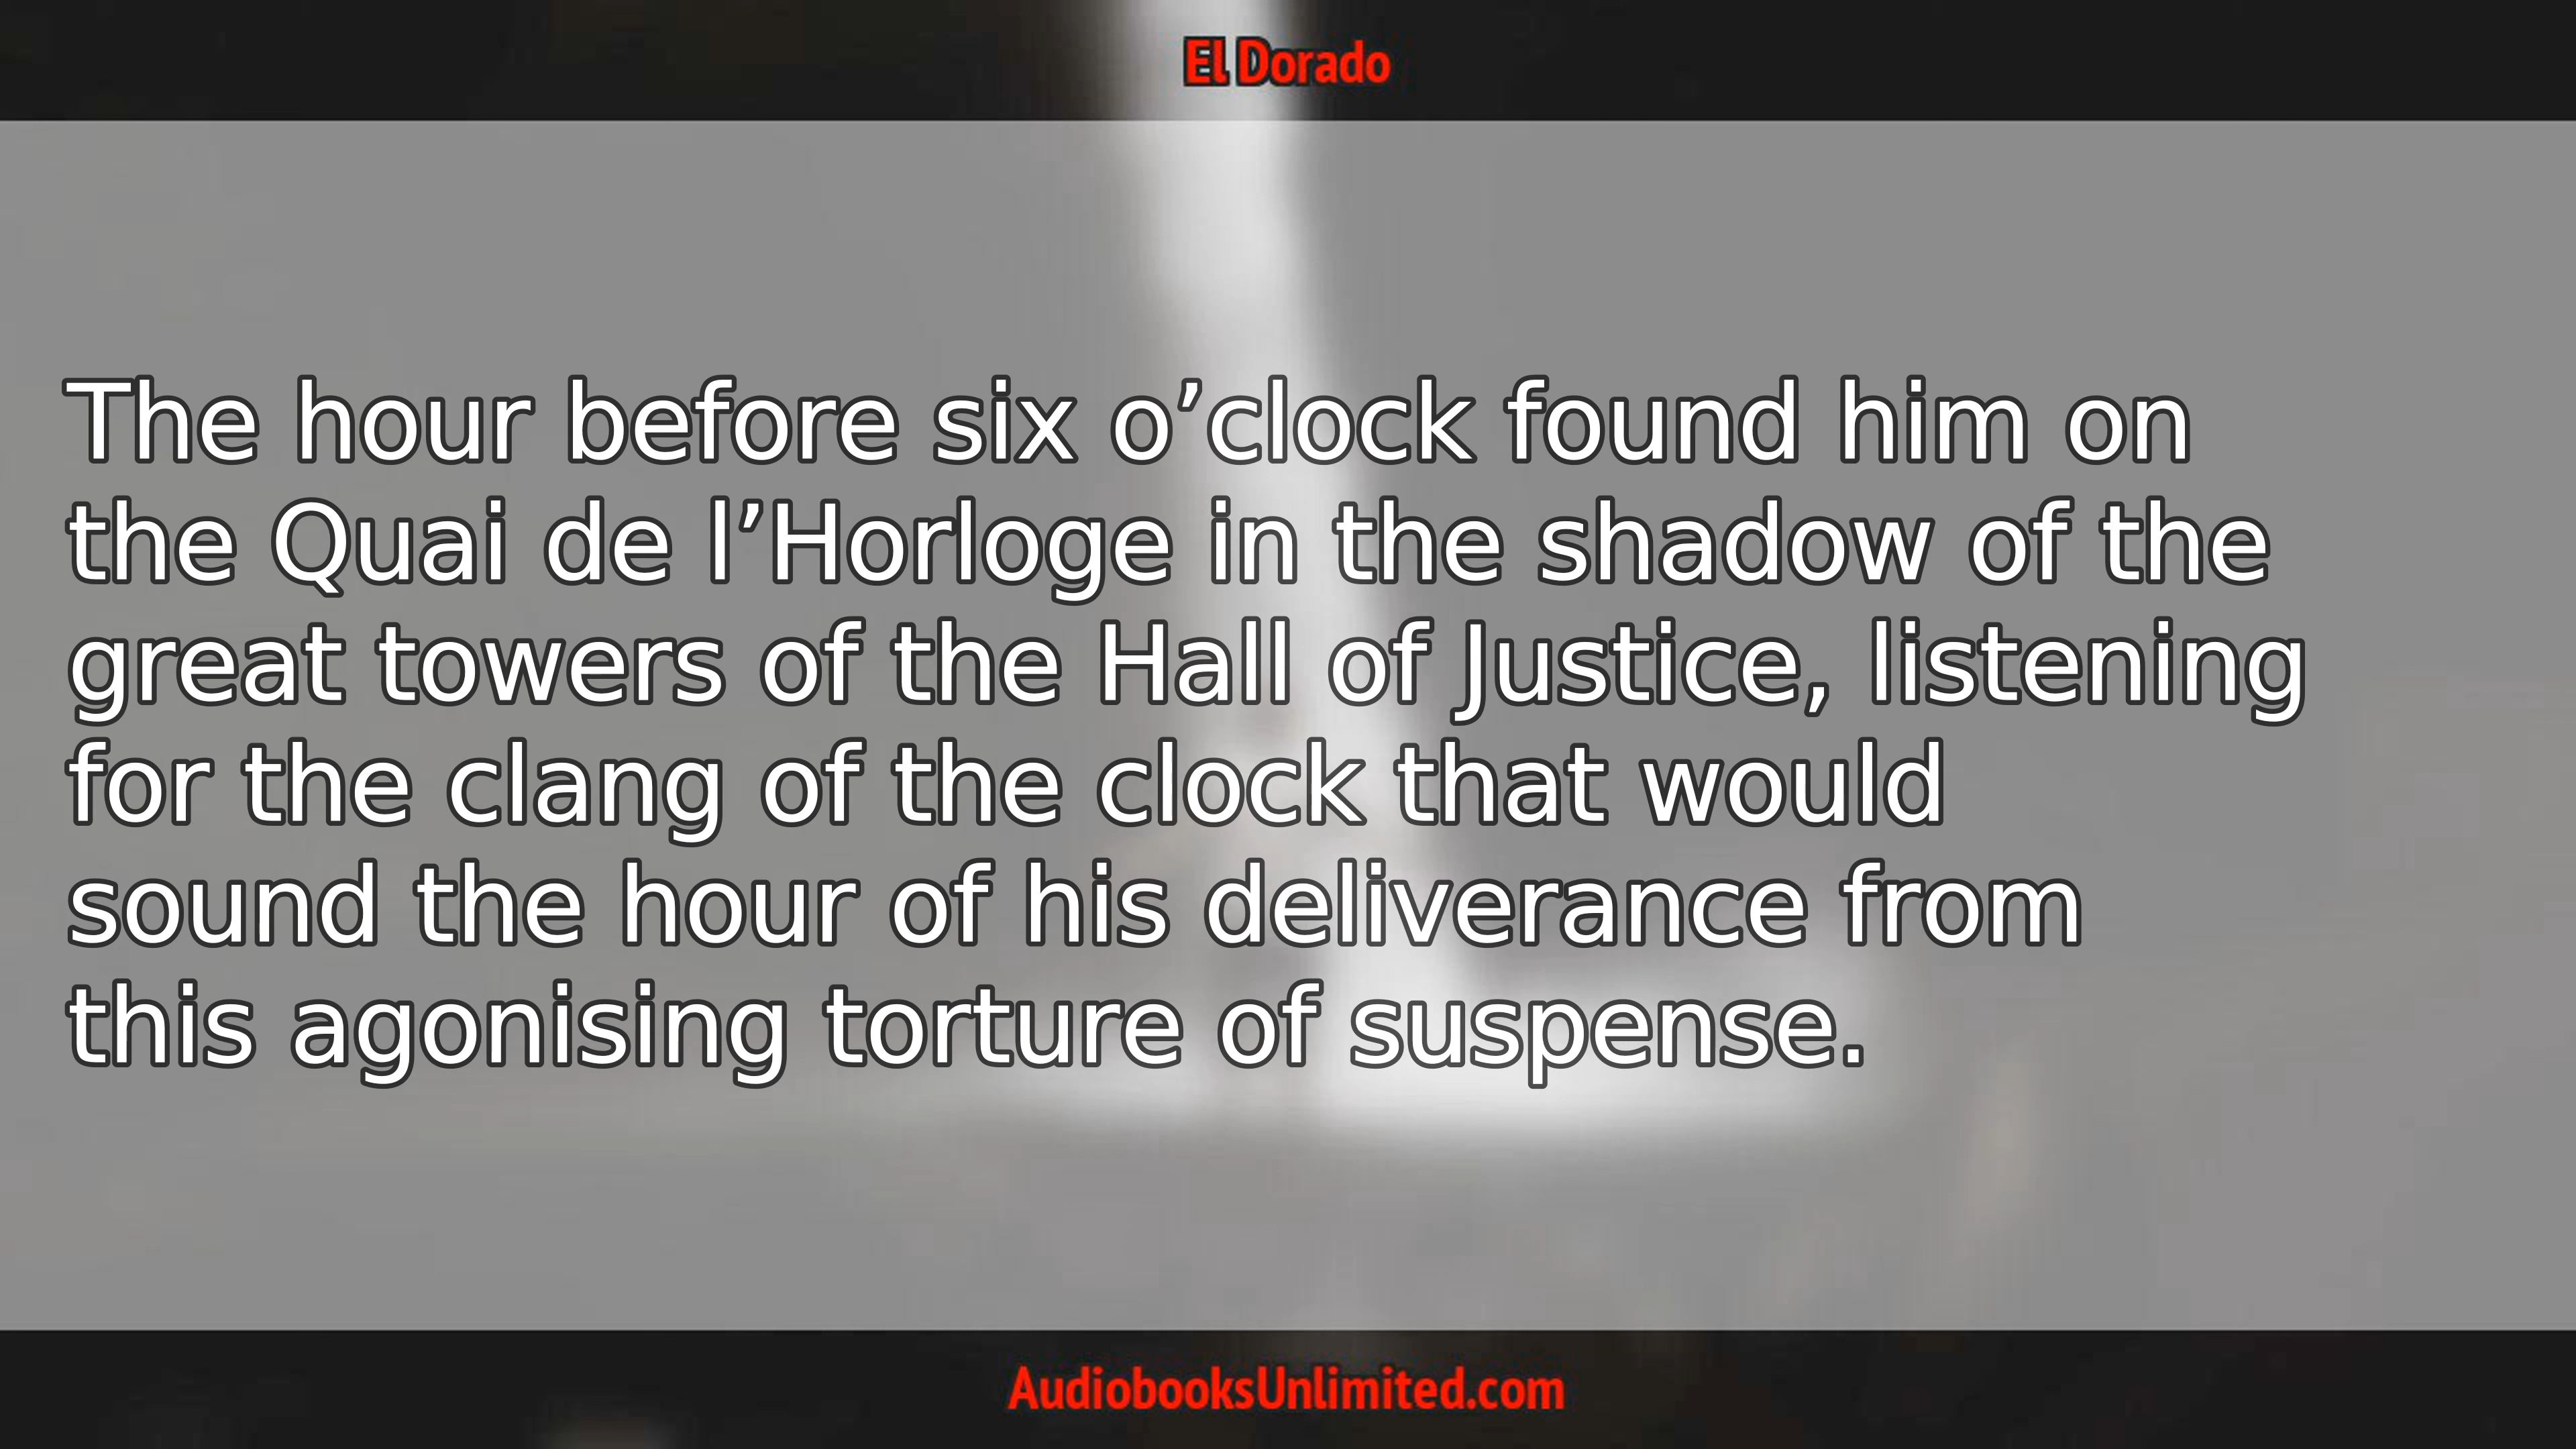 El Dorado
The hour before six o’clock found him on
the Quai de l’Horloge in the shadow of the
great towers of the Hall of Justice, listening
for the clang of the clock that would
sound the hour of his deliverance from
this agonising torture of suspense.
AudiobooksUnlimited.com